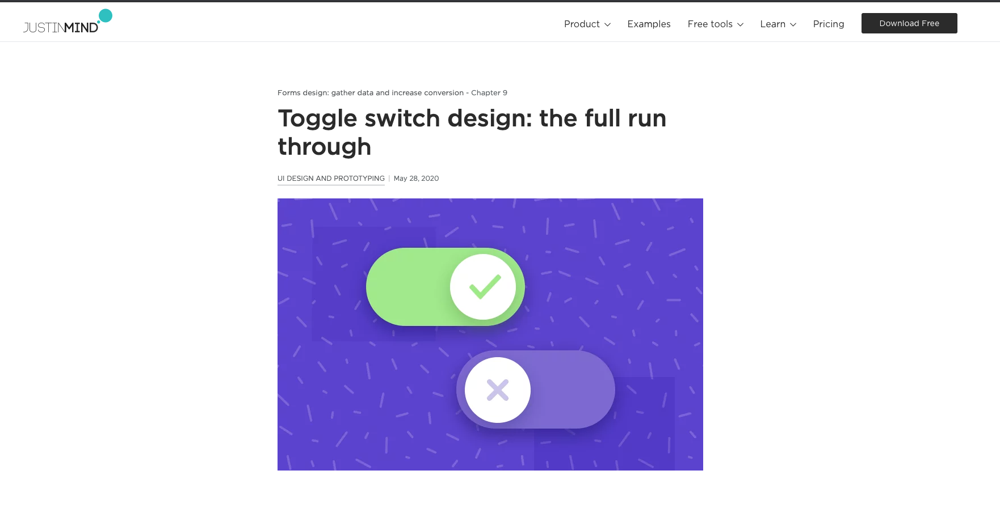 JUSTINMIND
Product
Examples
Free tools
Learn
Pricing
Download Free
Forms design: gather data and increase conversion - Chapter 9
Toggle switch design: the full run
through
UI DESIGN AND PROTOTYPING | May 28, 2020